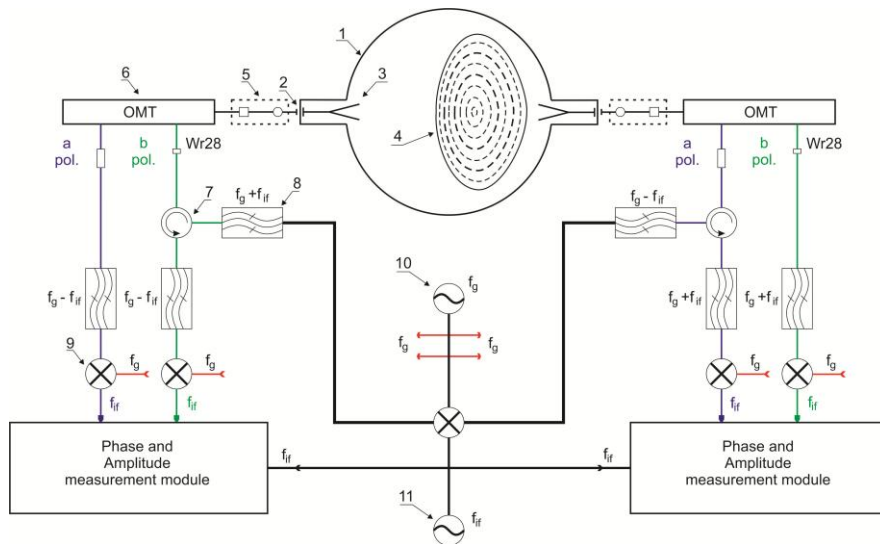 1
2
3
4
5
6
OMT
OMT
a
pol.
b
pol.
Wr28
a
pol.
b
pol.
Wr28
7
8
fg +fif
fg - fif
10
fg
fg - fif
fg - fif
fg
fg
fg +fif
fg +fif
9
fg
fg
fg
fg
fif
fif
fif
fif
Phase and
Amplitude
measurement module
fif
fif
Phase and
Amplitude
measurement module
11
fif